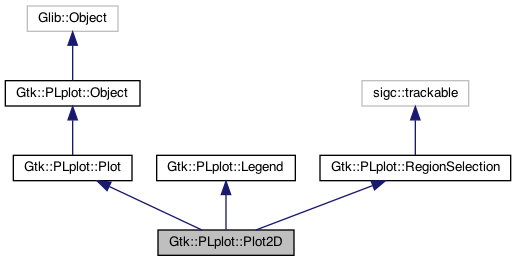 Glib::Object
Gtk::PLplot::Object
sigc::trackable
Gtk::PLplot::Plot
Gtk::PLplot::Legend
Gtk::PLplot::RegionSelection
Gtk::PLplot::Plot2D